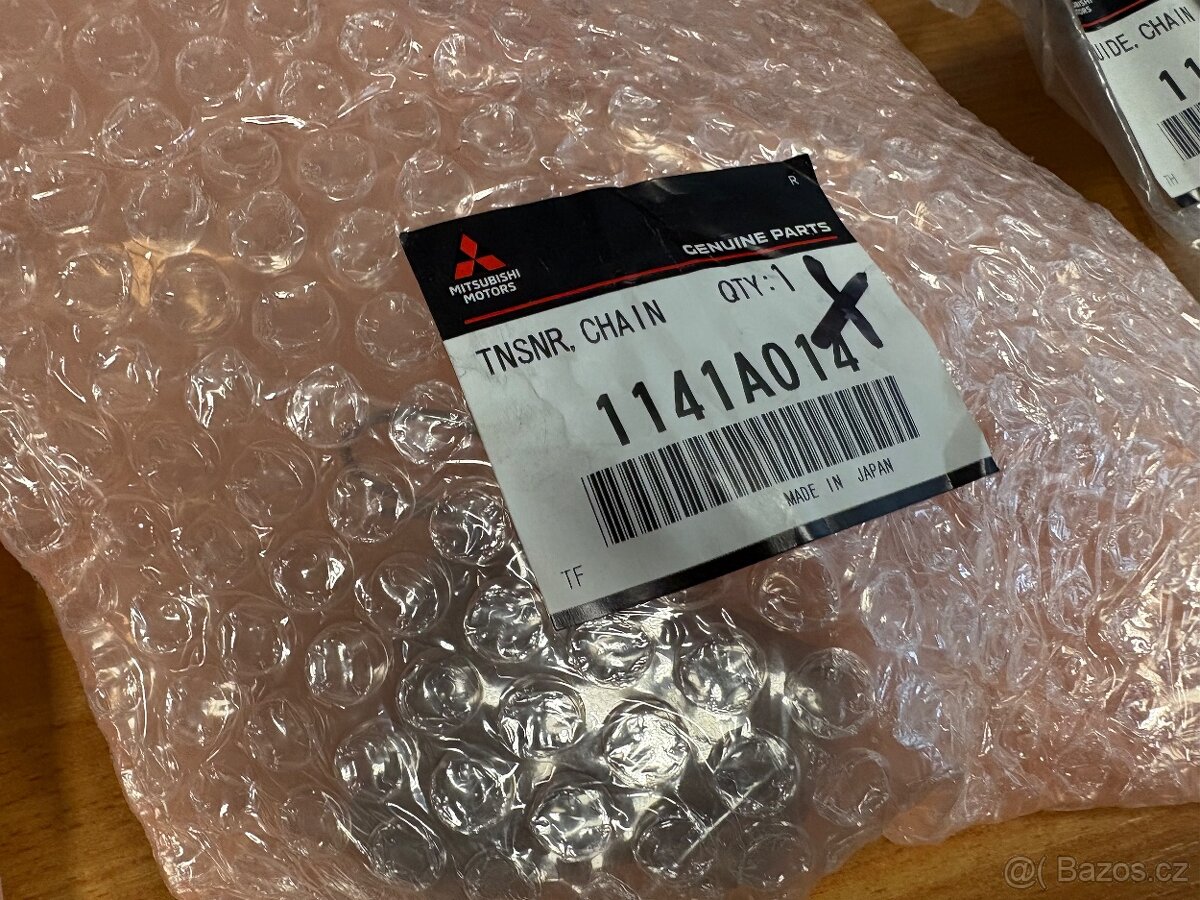 MITSUBISHI
MOTORS
R
GENUINE PARTS
TNSNR, CHAIN QTY:1
X
1141A014
MADE IN JAPAN
TF
UIDE, CHAIN
11
TH
@( Bazos.cz